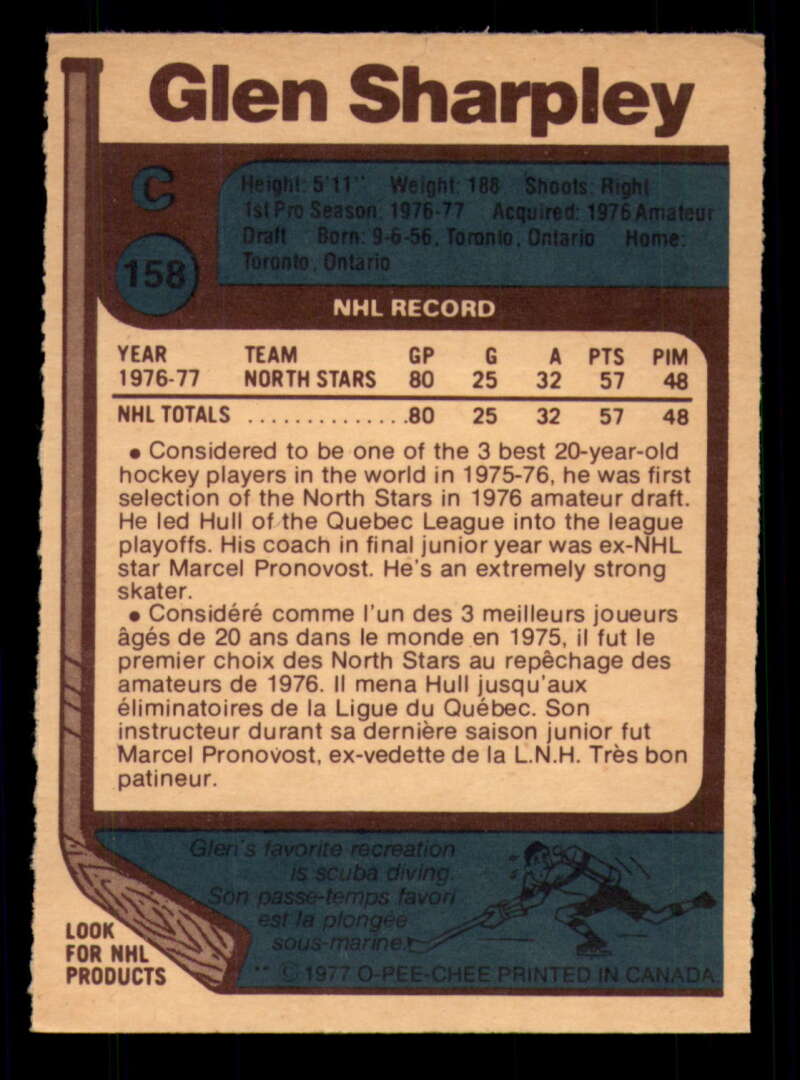 Glen Sharpley
C
158
Height: 5'11" Weight: 188 Shoots: Right
1st Pro Season: 1976-77 Acquired: 1976 Amateur
Draft Born: 9-6-56, Toronto, Ontario Home:
Toronto, Ontario
NHL RECORD
YEAR TEAM GP G A PTS PIM
1976-77 NORTH STARS 80 25 32 57 48
NHL TOTALS ...............80 25 32 57 48
• Considered to be one of the 3 best 20-year-old
hockey players in the world in 1975-76, he was first
selection of the North Stars in 1976 amateur draft.
He led Hull of the Quebec League into the league
playoffs. His coach in final junior year was ex-NHL
star Marcel Pronovost. He's an extremely strong
skater.
• Considéré comme l'un des 3 meilleurs joueurs
âgés de 20 ans dans le monde en 1975, il fut le
premier choix des North Stars au repêchage des
amateurs de 1976. Il mena Hull jusqu'aux
éliminatoires de la Ligue du Québec. Son
instructeur durant sa dernière saison junior fut
Marcel Pronovost, ex-vedette de la L.N.H. Très bon
patineur.
Glen's favorite recreation
is scuba diving.
Son passe-temps favori
est la plongée
sous-marine.
LOOK
FOR NHL
PRODUCTS
** © 1977 O-PEE-CHEE PRINTED IN CANADA